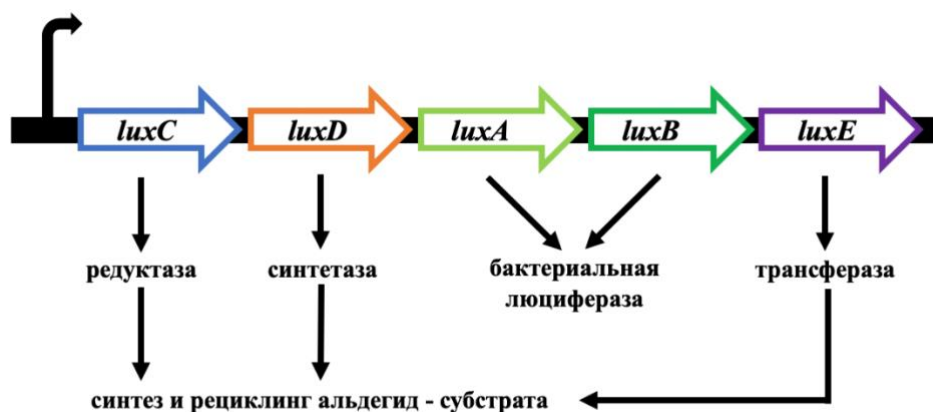 luxC luxD luxA luxB luxE
редуктаза синтетаза бактериальная люцифераза трансфераза
синтез и рециклинг альдегид - субстрата